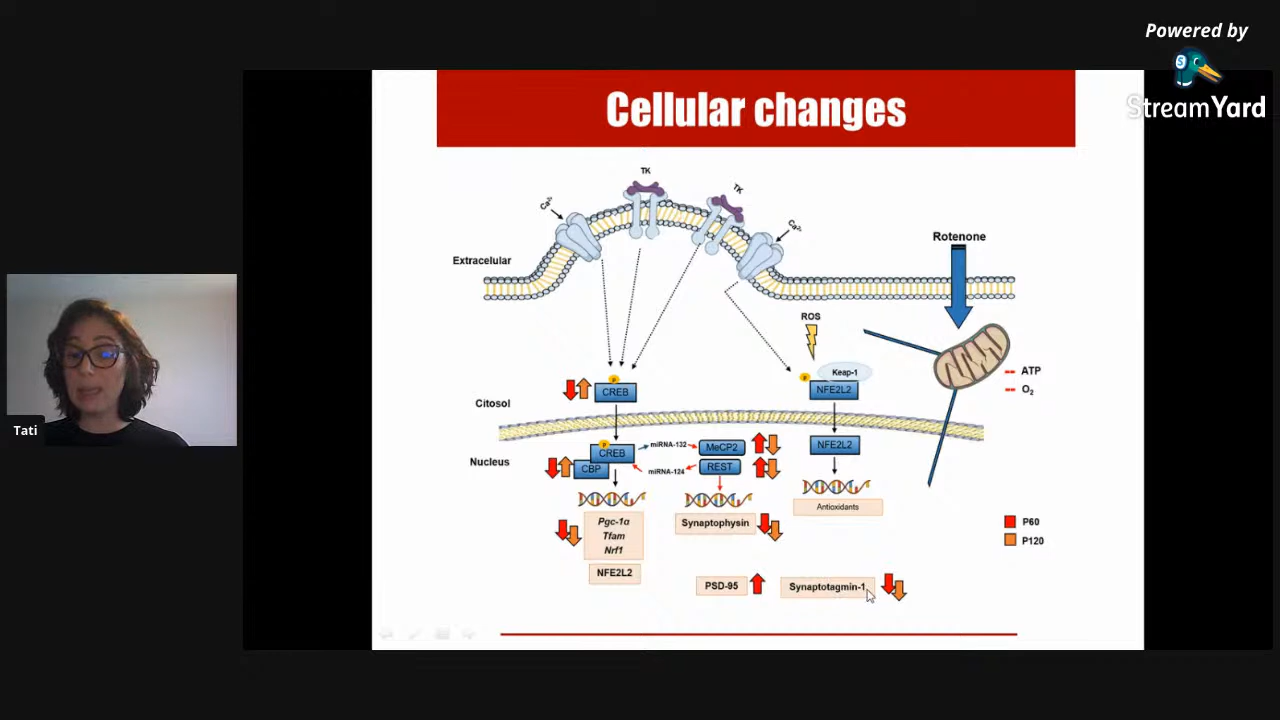 Powered by
StreamYard
Cellular changes
TK
TK
Ca²⁺
Ca²⁺
Rotenone
Extracelular
ROS
Keap-1
P
P
ATP
CREB
NFE2L2
O₂
Citosol
P
CREB
miRNA-132
MeCP2
NFE2L2
Nucleus
CBP
miRNA-124
REST
Antioxidants
Pgc-1α
Tfam
Nrf1
Synaptophysin
P60
P120
NFE2L2
PSD-95
Synaptotagmin-1
Tati